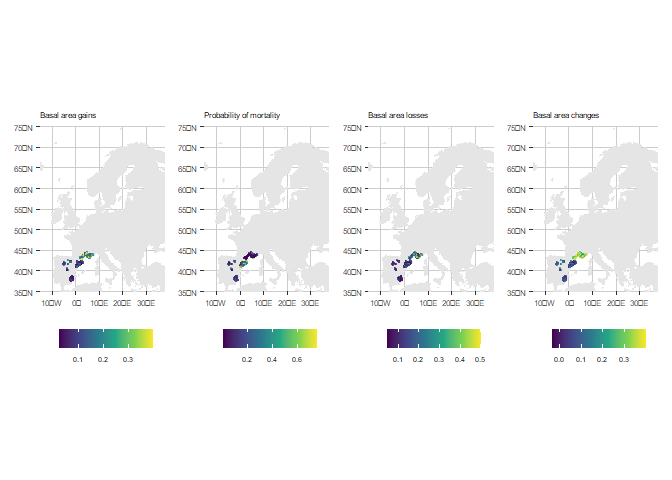 Basal area gains
75□N
70□N
65□N
60□N
55□N
50□N
45□N
40□N
35□N
10□W 0□ 10□E 20□E 30□E
0.1 0.2 0.3
Probability of mortality
75□N
70□N
65□N
60□N
55□N
50□N
45□N
40□N
35□N
10□W 0□ 10□E 20□E 30□E
0.2 0.4 0.6
Basal area losses
75□N
70□N
65□N
60□N
55□N
50□N
45□N
40□N
35□N
10□W 0□ 10□E 20□E 30□E
0.1 0.2 0.3 0.4 0.5
Basal area changes
75□N
70□N
65□N
60□N
55□N
50□N
45□N
40□N
35□N
10□W 0□ 10□E 20□E 30□E
0.0 0.1 0.2 0.3